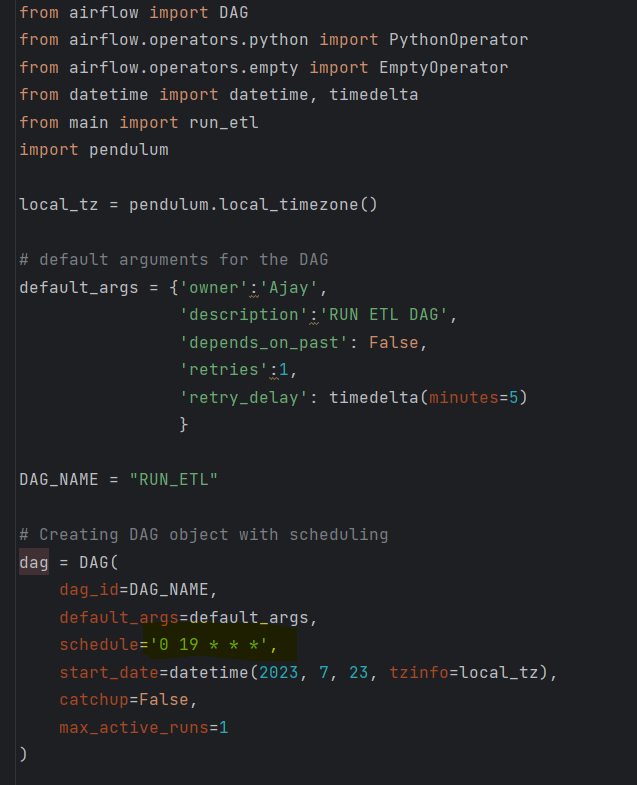 from airflow import DAG
from airflow.operators.python import PythonOperator
from airflow.operators.empty import EmptyOperator
from datetime import datetime, timedelta
from main import run_etl
import pendulum

local_tz = pendulum.local_timezone()

# default arguments for the DAG
default_args = {'owner':'Ajay',
                'description':'RUN ETL DAG',
                'depends_on_past': False,
                'retries':1,
                'retry_delay': timedelta(minutes=5)
                }

DAG_NAME = "RUN_ETL"

# Creating DAG object with scheduling
dag = DAG(
    dag_id=DAG_NAME,
    default_args=default_args,
    schedule='0 19 * * *',
    start_date=datetime(2023, 7, 23, tzinfo=local_tz),
    catchup=False,
    max_active_runs=1
)